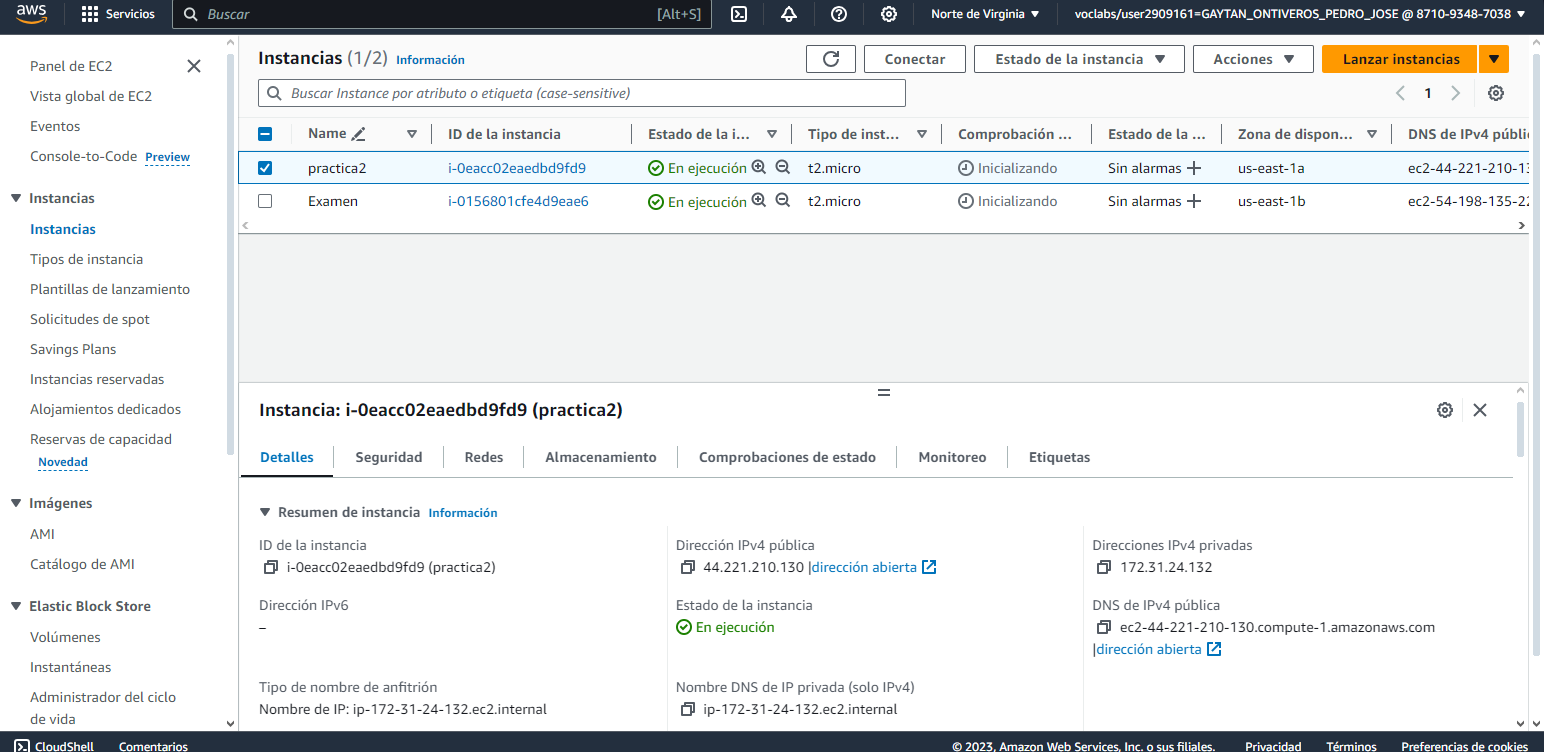 aws
Servicios
Buscar
[Alt+S]
Norte de Virginia
voclabs/user2909161=GAYTAN_ONTIVEROS_PEDRO_JOSE @ 8710-9348-7038
Panel de EC2
Vista global de EC2
Eventos
Console-to-Code Preview
Instancias
Instancias
Tipos de instancia
Plantillas de lanzamiento
Solicitudes de spot
Savings Plans
Instancias reservadas
Alojamientos dedicados
Reservas de capacidad
Novedad
Imágenes
AMI
Catálogo de AMI
Elastic Block Store
Volúmenes
Instantáneas
Administrador del ciclo
de vida
Instancias (1/2) Información
Conectar
Estado de la instancia
Acciones
Lanzar instancias
Buscar Instance por atributo o etiqueta (case-sensitive)
1
Name ID de la instancia Estado de la i... Tipo de inst... Comprobación ... Estado de la ... Zona de dispon... DNS de IPv4 públi
practica2 i-0eacc02eaedbd9fd9 En ejecución t2.micro Inicializando Sin alarmas us-east-1a ec2-44-221-210-13
Examen i-0156801cfe4d9eae6 En ejecución t2.micro Inicializando Sin alarmas us-east-1b ec2-54-198-135-22
Instancia: i-0eacc02eaedbd9fd9 (practica2)
Detalles Seguridad Redes Almacenamiento Comprobaciones de estado Monitoreo Etiquetas
Resumen de instancia Información
ID de la instancia
i-0eacc02eaedbd9fd9 (practica2)
Dirección IPv4 pública
44.221.210.130 |dirección abierta
Direcciones IPv4 privadas
172.31.24.132
Dirección IPv6
–
Estado de la instancia
En ejecución
DNS de IPv4 pública
ec2-44-221-210-130.compute-1.amazonaws.com
|dirección abierta
Tipo de nombre de anfitrión
Nombre de IP: ip-172-31-24-132.ec2.internal
Nombre DNS de IP privada (solo IPv4)
ip-172-31-24-132.ec2.internal
CloudShell Comentarios
© 2023, Amazon Web Services, Inc. o sus filiales. Privacidad Términos Preferencias de cookies